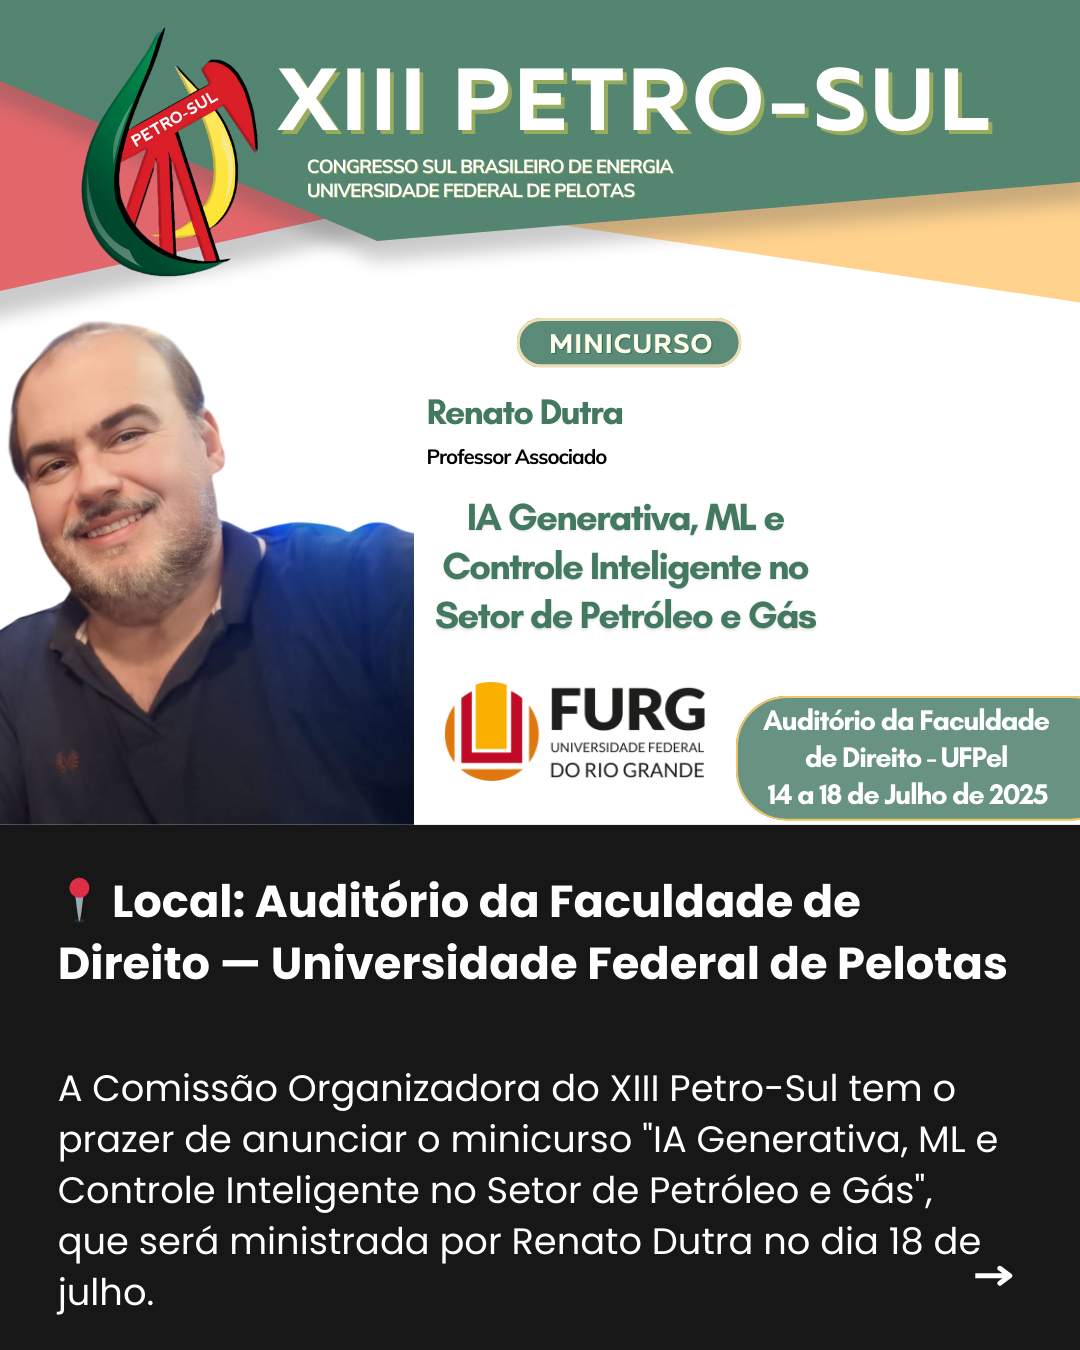 PETRO-SUL
XIII PETRO-SUL
CONGRESSO SUL BRASILEIRO DE ENERGIA
UNIVERSIDADE FEDERAL DE PELOTAS
MINICURSO
Renato Dutra
Professor Associado
IA Generativa, ML e
Controle Inteligente no
Setor de Petróleo e Gás
FURG
UNIVERSIDADE FEDERAL
DO RIO GRANDE
Auditório da Faculdade
de Direito - UFPel
14 a 18 de Julho de 2025
📍 Local: Auditório da Faculdade de
Direito — Universidade Federal de Pelotas
A Comissão Organizadora do XIII Petro-Sul tem o
prazer de anunciar o minicurso "IA Generativa, ML e
Controle Inteligente no Setor de Petróleo e Gás",
que será ministrada por Renato Dutra no dia 18 de
julho.
→